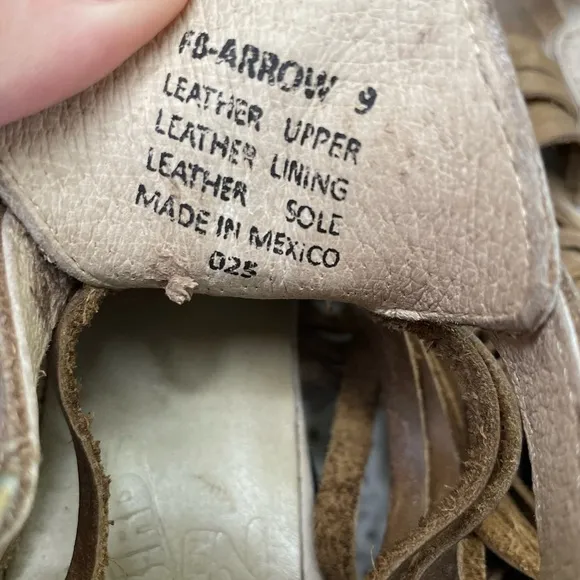 FB-ARROW 9
LEATHER UPPER
LEATHER LINING
LEATHER SOLE
MADE IN MEXiCO
025